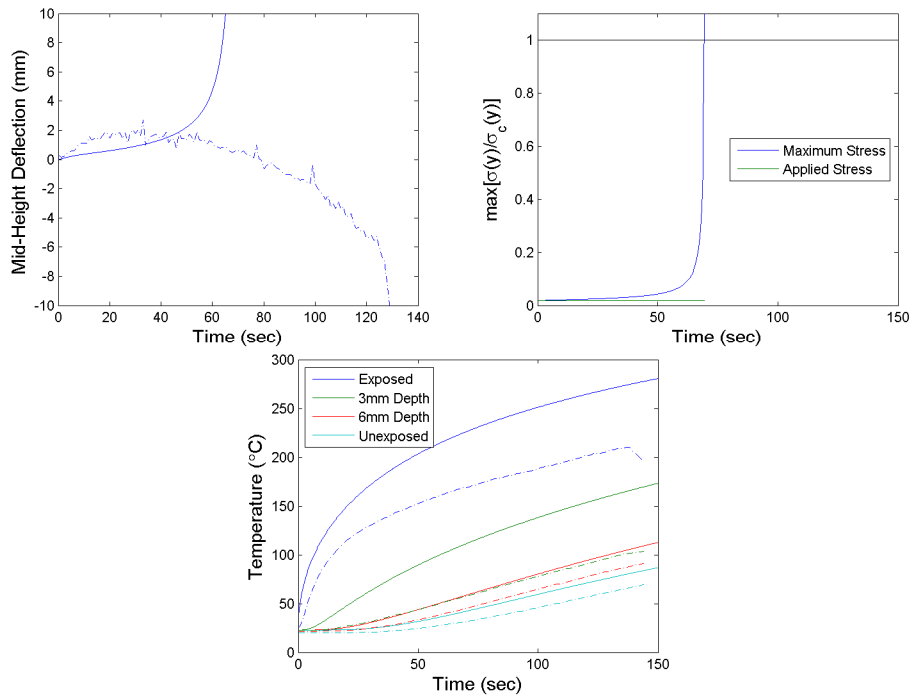 Mid-Height Deflection (mm)
10
8
6
4
2
0
-2
-4
-6
-8
-10
0 20 40 60 80 100 120 140
Time (sec)
max[σ(y)/σc(y)]
1
0.8
0.6
0.4
0.2
0
Maximum Stress
Applied Stress
0 50 100 150
Time (sec)
Temperature (°C)
300
250
200
150
100
50
0
Exposed
3mm Depth
6mm Depth
Unexposed
0 50 100 150
Time (sec)